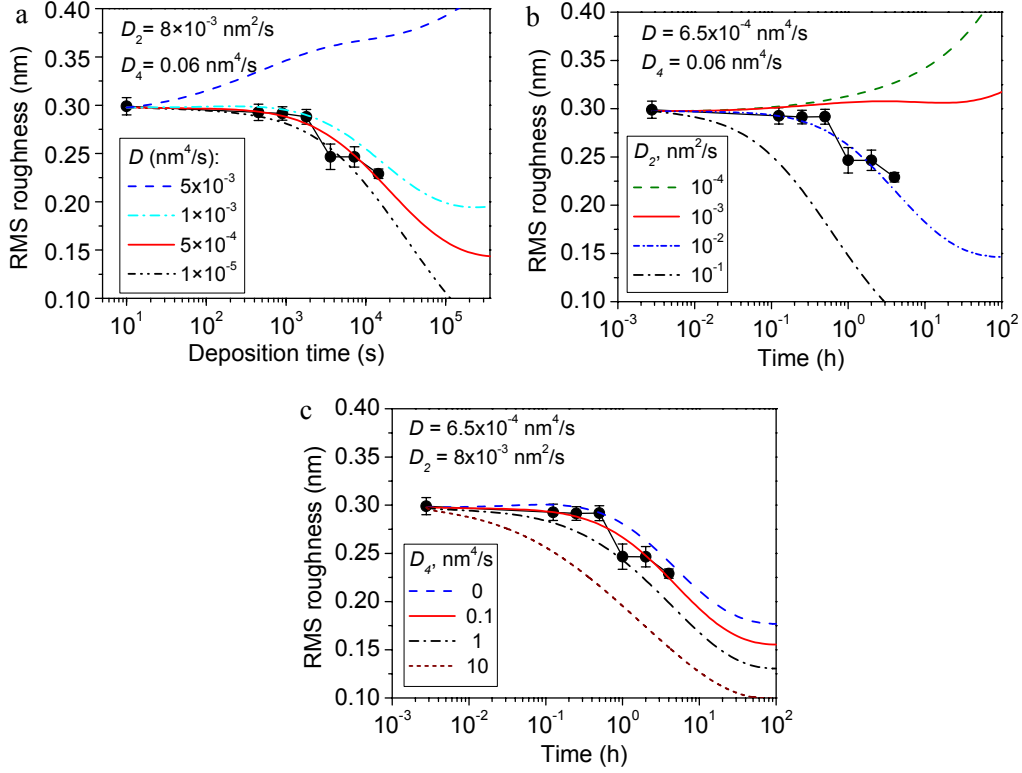 a
D₂ = 8×10⁻³ nm²/s
D₄ = 0.06 nm⁴/s
RMS roughness (nm)
0.40
0.35
0.30
0.25
0.20
0.15
0.10
D (nm⁴/s):
5x10⁻³
1×10⁻³
5×10⁻⁴
1×10⁻⁵
10¹ 10² 10³ 10⁴ 10⁵
Deposition time (s)
b
D = 6.5x10⁻⁴ nm⁴/s
D₄ = 0.06 nm⁴/s
RMS roughness (nm)
0.40
0.35
0.30
0.25
0.20
0.15
0.10
D₂, nm²/s
10⁻⁴
10⁻³
10⁻²
10⁻¹
10⁻³ 10⁻² 10⁻¹ 10⁰ 10¹ 10²
Time (h)
c
D = 6.5x10⁻⁴ nm⁴/s
D₂ = 8x10⁻³ nm²/s
RMS roughness (nm)
0.40
0.35
0.30
0.25
0.20
0.15
0.10
D₄, nm⁴/s
0
0.1
1
10
10⁻³ 10⁻² 10⁻¹ 10⁰ 10¹ 10²
Time (h)